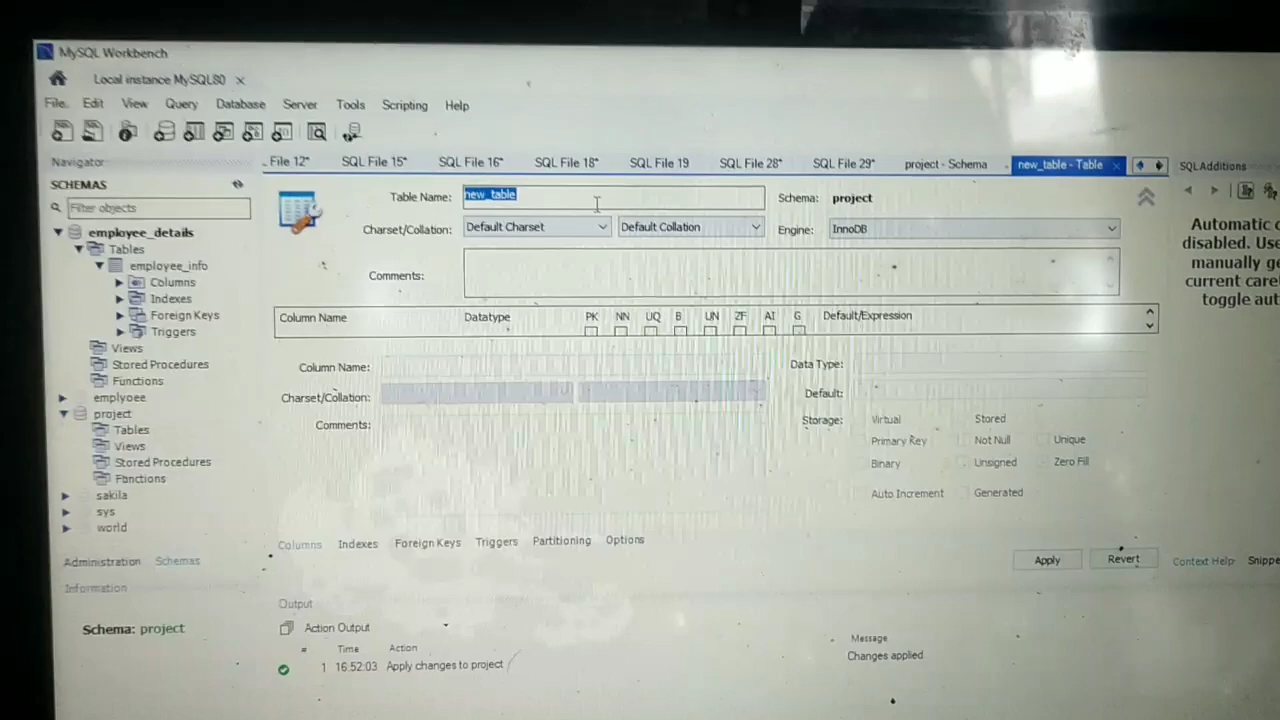 MySQL Workbench
Local instance MySQL80 ×
File Edit View Query Database Server Tools Scripting Help
Navigator
SCHEMAS
Filter objects
employee_details
Tables
employee_info
Columns
Indexes
Foreign Keys
Triggers
Views
Stored Procedures
Functions
emplyoee
project
Tables
Views
Stored Procedures
Functions
sakila
sys
world
Administration Schemas
Information
Schema: project
File 12* SQL File 15* SQL File 16* SQL File 18* SQL File 19 SQL File 28* SQL File 29* project - Schema new_table - Table ×
Table Name: new_table Schema: project
Charset/Collation: Default Charset Default Collation Engine: InnoDB
Comments:
Column Name Datatype PK NN UQ B UN ZF AI G Default/Expression
Column Name: Data Type:
Charset/Collation: Default:
Comments: Storage: Virtual Stored
Primary Key Not Null Unique
Binary Unsigned Zero Fill
Auto Increment Generated
Columns Indexes Foreign Keys Triggers Partitioning Options
Apply Revert
Output
Action Output
# Time Action Message
1 16:52:03 Apply changes to project Changes applied
SQLAdditions
Automatic
disabled. Use
manually
current
toggle
Context Help